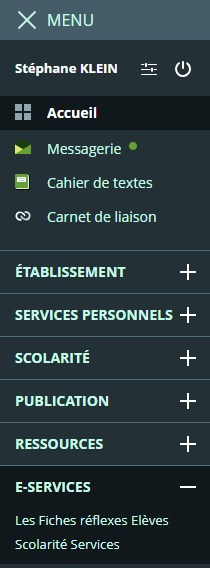 MENU
Stéphane KLEIN
Accueil
Messagerie
Cahier de textes
Carnet de liaison
ÉTABLISSEMENT
SERVICES PERSONNELS
SCOLARITÉ
PUBLICATION
RESSOURCES
E-SERVICES
Les Fiches réflexes Elèves
Scolarité Services